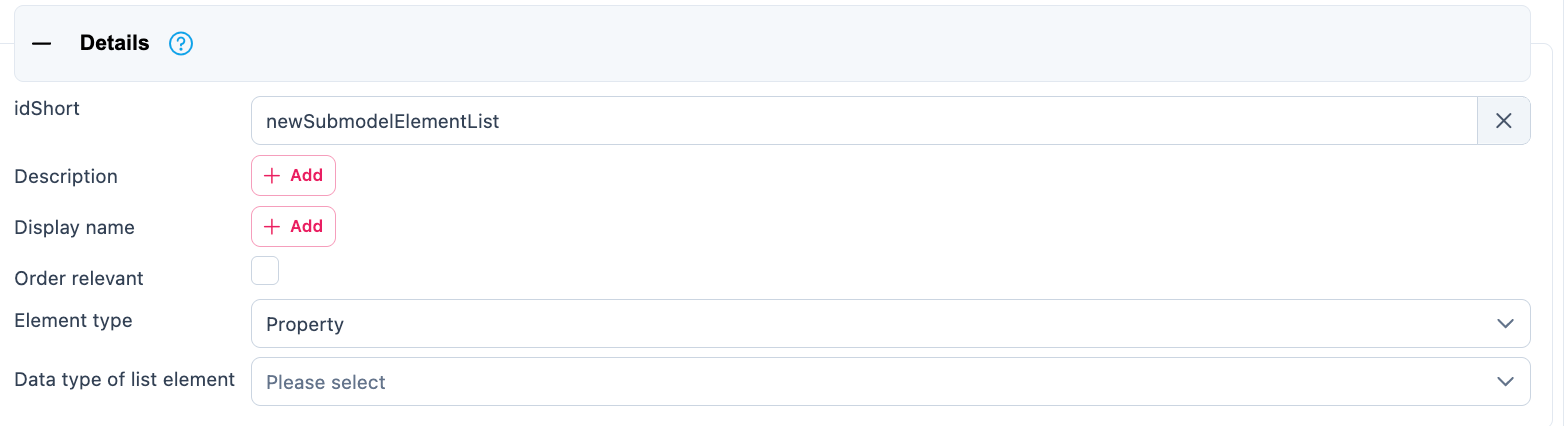 Details ?
idShort newSubmodelElementList
Description + Add
Display name + Add
Order relevant
Element type Property
Data type of list element Please select